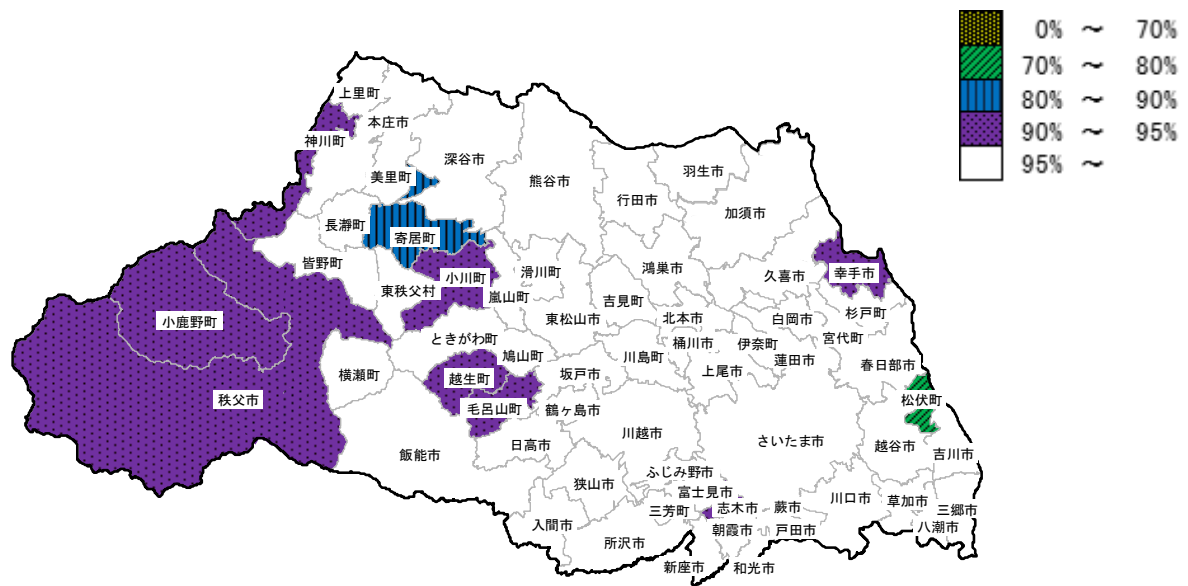 0% ～ 70%
70% ～ 80%
80% ～ 90%
90% ～ 95%
95% ～
上里町
本庄市
神川町
深谷市
美里町
熊谷市
羽生市
行田市
加須市
長瀞町
寄居町
皆野町
小川町
滑川町
鴻巣市
久喜市
幸手市
東秩父村
嵐山町
吉見町
杉戸町
小鹿野町
東松山市
北本市
白岡市
宮代町
ときがわ町
桶川市
伊奈町
鳩山町
川島町
蓮田市
春日部市
横瀬町
越生町
坂戸市
上尾市
秩父市
毛呂山町
鶴ヶ島市
松伏町
川越市
さいたま市
日高市
越谷市
吉川市
飯能市
ふじみ野市
狭山市
富士見市
川口市
草加市
三芳町
志木市
蕨市
三郷市
入間市
朝霞市
戸田市
八潮市
所沢市
新座市
和光市